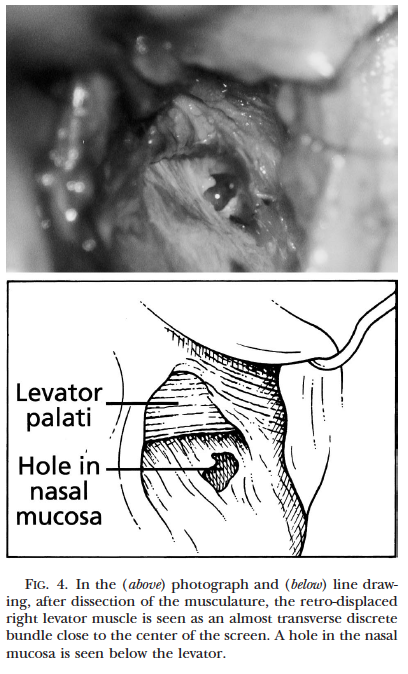 Levator
palati
Hole in
nasal
mucosa
FIG. 4. In the (above) photograph and (below) line draw-
ing, after dissection of the musculature, the retro-displaced
right levator muscle is seen as an almost transverse discrete
bundle close to the center of the screen. A hole in the nasal
mucosa is seen below the levator.